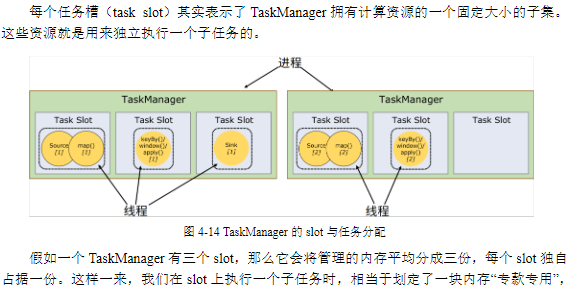 每个任务槽（task slot）其实表示了 TaskManager 拥有计算资源的一个固定大小的子集。
这些资源就是用来独立执行一个子任务的。
进程
TaskManager
Task Slot
Source
[1]
map()
[1]
Task Slot
keyBy()/
window()/
apply()
[1]
Task Slot
Sink
[1]
线程
TaskManager
Task Slot
Source
[2]
map()
[2]
Task Slot
keyBy()/
window()/
apply()
[2]
Task Slot
线程
图 4-14 TaskManager 的 slot 与任务分配
假如一个 TaskManager 有三个 slot，那么它会将管理的内存平均分成三份，每个 slot 独自
占据一份。这样一来，我们在 slot 上执行一个子任务时，相当于划定了一块内存“专款专用”，